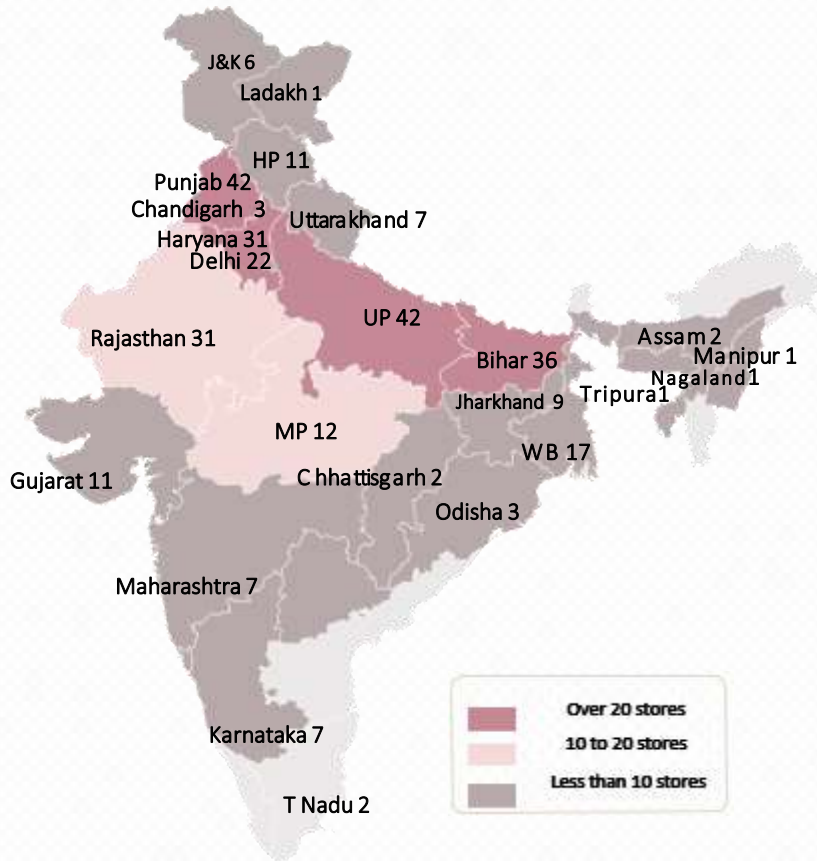 J&K 6
Ladakh 1
HP 11
Punjab 42
Chandigarh 3
Uttarakhand 7
Haryana 31
Delhi 22
UP 42
Rajasthan 31
Assam 2
Manipur 1
Bihar 36
Nagaland1
Tripura1
Jharkhand 9
MP 12
WB 17
Chhattisgarh 2
Gujarat 11
Odisha 3
Maharashtra 7
Karnataka 7
T Nadu 2
Over 20 stores
10 to 20 stores
Less than 10 stores